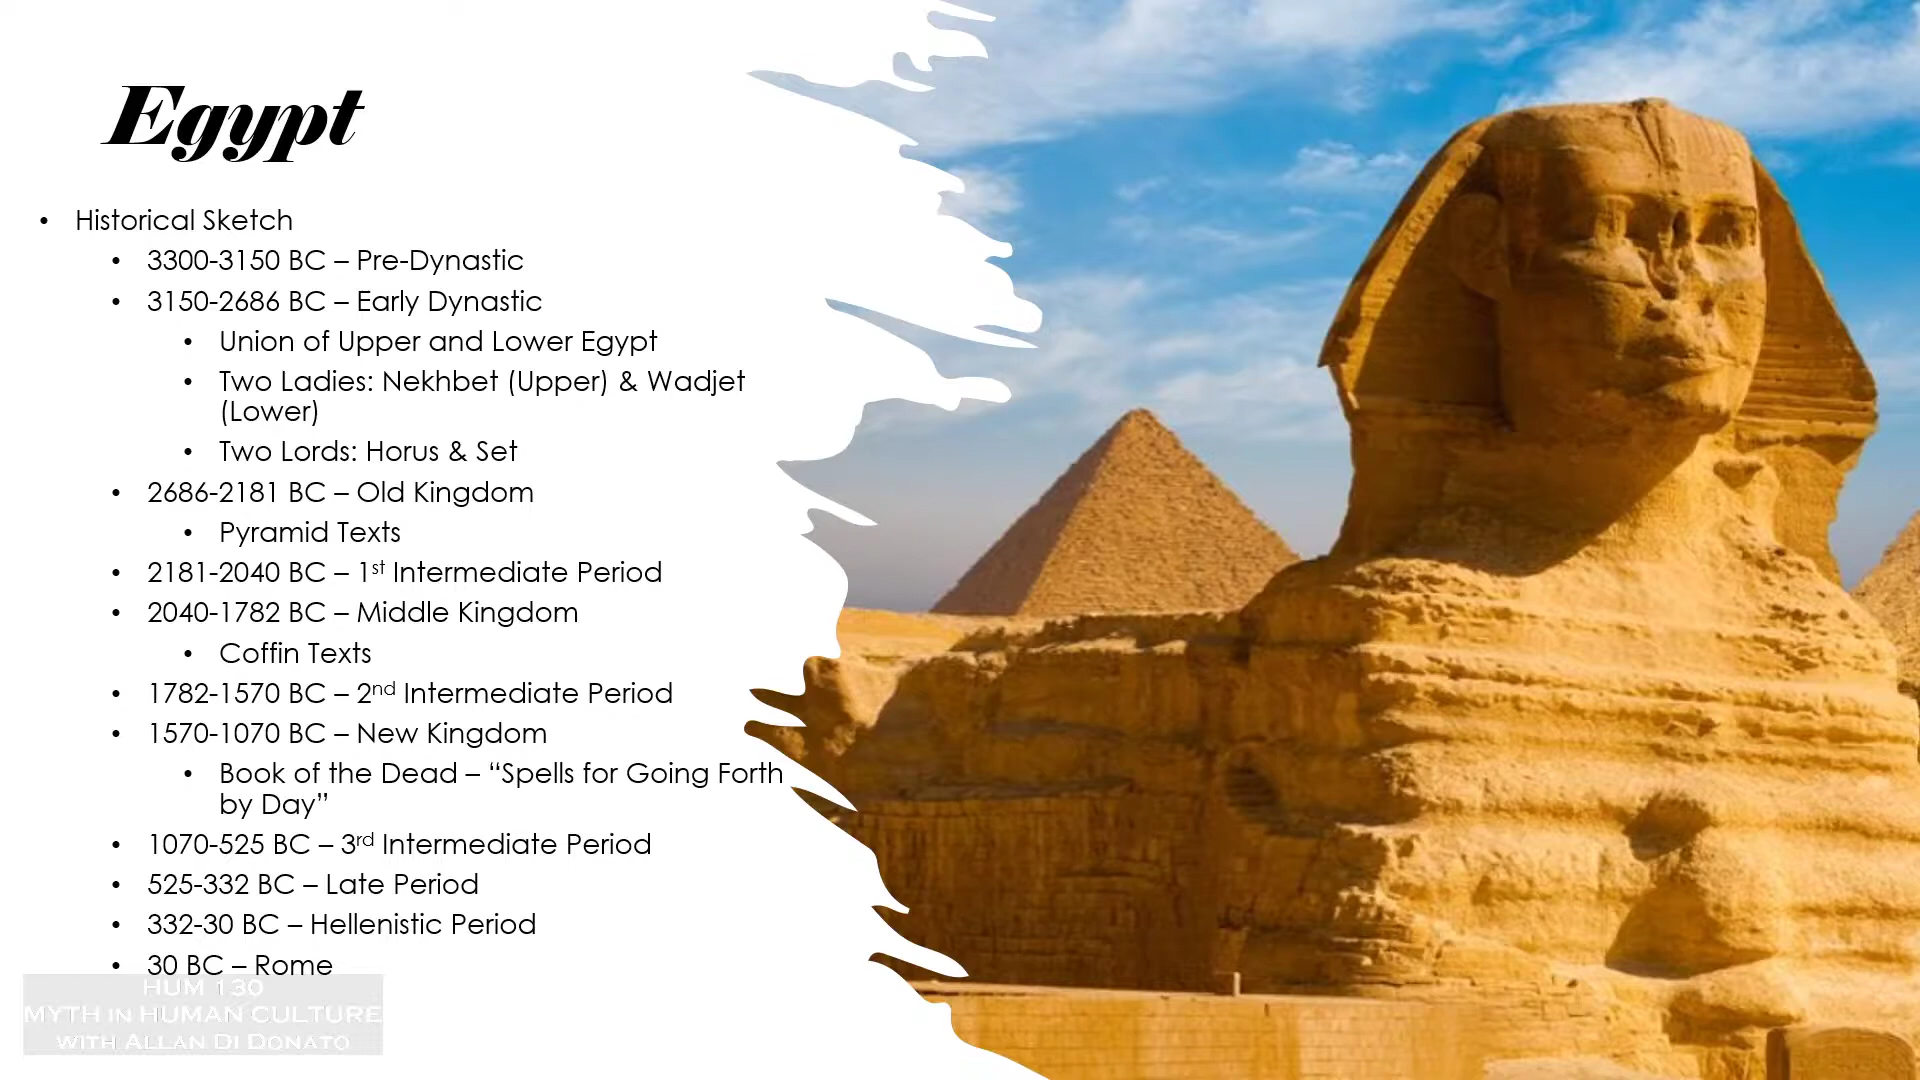 Egypt
• Historical Sketch
• 3300-3150 BC – Pre-Dynastic
• 3150-2686 BC – Early Dynastic
• Union of Upper and Lower Egypt
• Two Ladies: Nekhbet (Upper) & Wadjet
(Lower)
• Two Lords: Horus & Set
• 2686-2181 BC – Old Kingdom
• Pyramid Texts
• 2181-2040 BC – 1st Intermediate Period
• 2040-1782 BC – Middle Kingdom
• Coffin Texts
• 1782-1570 BC – 2nd Intermediate Period
• 1570-1070 BC – New Kingdom
• Book of the Dead – “Spells for Going Forth
by Day”
• 1070-525 BC – 3rd Intermediate Period
• 525-332 BC – Late Period
• 332-30 BC – Hellenistic Period
• 30 BC – Rome
HUM 130
MYTH IN HUMAN CULTURE
WITH ALLAN DI DONATO